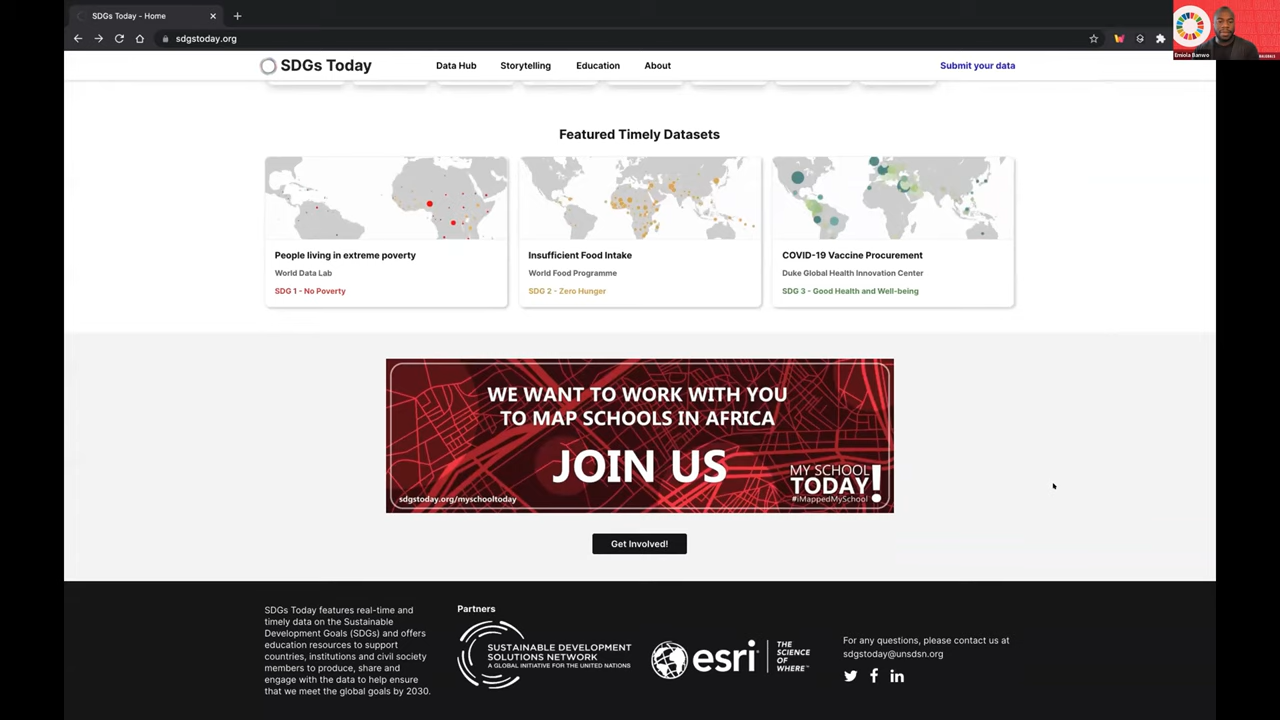 SDGs Today - Home
sdgstoday.org
Emiola Banwo
SDGs Today
Data Hub
Storytelling
Education
About
Submit your data
Featured Timely Datasets
People living in extreme poverty
World Data Lab
SDG 1 - No Poverty
Insufficient Food Intake
World Food Programme
SDG 2 - Zero Hunger
COVID-19 Vaccine Procurement
Duke Global Health Innovation Center
SDG 3 - Good Health and Well-being
WE WANT TO WORK WITH YOU
TO MAP SCHOOLS IN AFRICA
JOIN US
sdgstoday.org/myschooltoday
MY SCHOOL
TODAY!
#iMappedMySchool
Get Involved!
SDGs Today features real-time and
timely data on the Sustainable
Development Goals (SDGs) and offers
education resources to support
countries, institutions and civil society
members to produce, share and
engage with the data to help ensure
that we meet the global goals by 2030.
Partners
SUSTAINABLE DEVELOPMENT
SOLUTIONS NETWORK
A GLOBAL INITIATIVE FOR THE UNITED NATIONS
esri
THE
SCIENCE
OF
WHERE
For any questions, please contact us at
sdgstoday@unsdsn.org